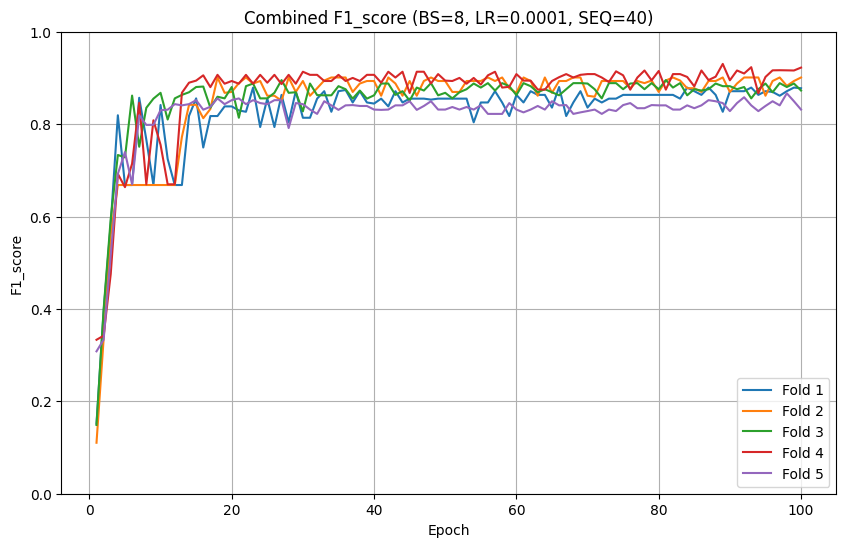 Combined F1_score (BS=8, LR=0.0001, SEQ=40)
1.0
0.8
0.6
0.4
0.2
0.0
F1_score
0 20 40 60 80 100
Epoch
Fold 1
Fold 2
Fold 3
Fold 4
Fold 5